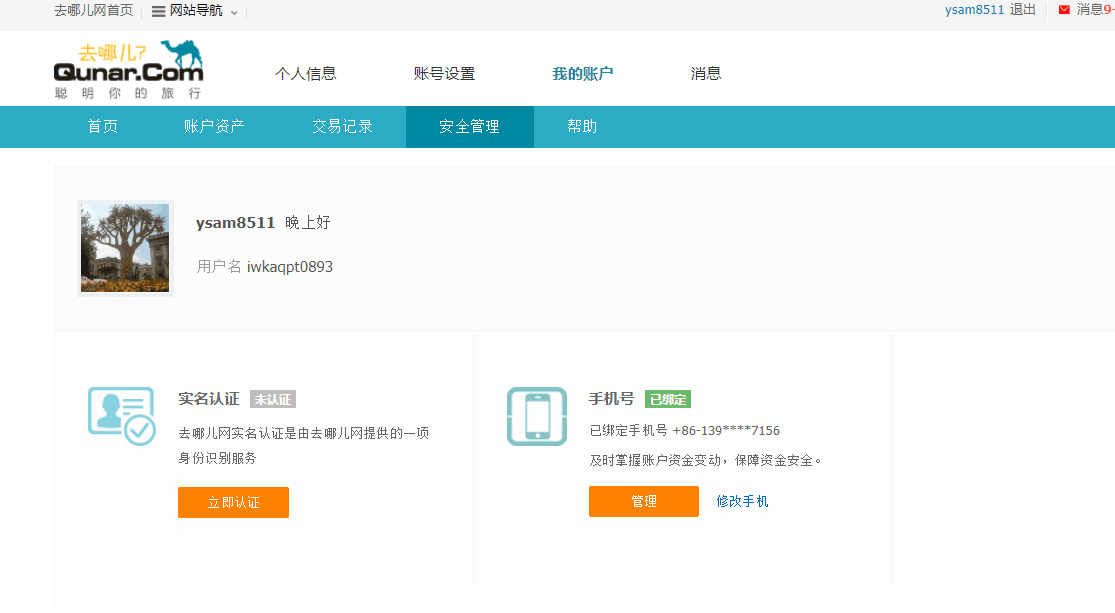 去哪儿网首页 网站导航 ysam8511 退出 消息9
去哪儿?
Qunar.Com
聪明你的旅行
个人信息 账号设置 我的账户 消息
首页 账户资产 交易记录 安全管理 帮助
ysam8511 晚上好
用户名 iwkaqpt0893
实名认证 未认证
去哪儿网实名认证是由去哪儿网提供的一项
身份识别服务
立即认证
手机号 已绑定
已绑定手机号 +86-139****7156
及时掌握账户资金变动，保障资金安全。
管理 修改手机